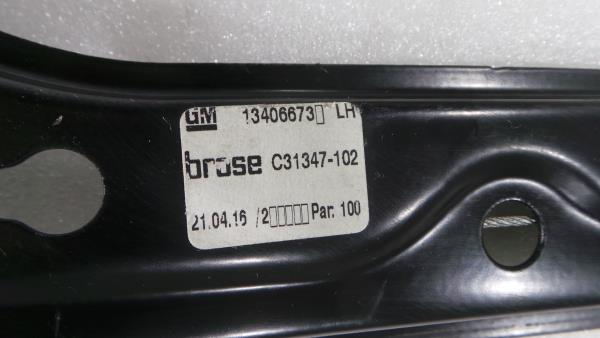 GM 13406673▯ LH
brose C31347-102
21.04.16 /2▯▯▯▯▯ Par. 100